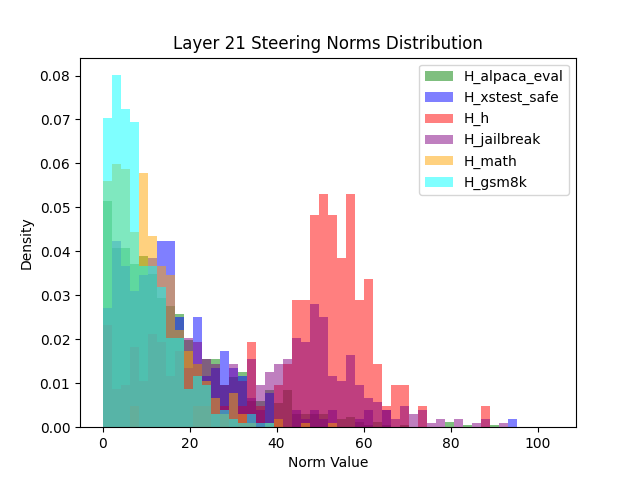 Layer 21 Steering Norms Distribution
H_alpaca_eval
H_xstest_safe
H_h
H_jailbreak
H_math
H_gsm8k
0.08
0.07
0.06
0.05
0.04
0.03
0.02
0.01
0.00
Density
0 20 40 60 80 100
Norm Value